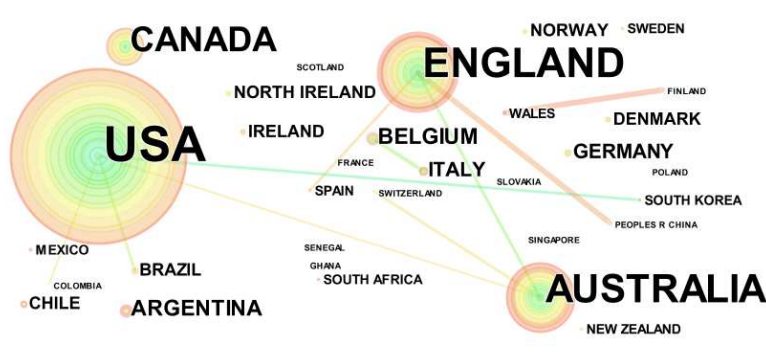 CANADA
NORWAY
SWEDEN
ENGLAND
SCOTLAND
NORTH IRELAND
FINLAND
WALES
DENMARK
IRELAND
BELGIUM
USA
GERMANY
FRANCE
ITALY
POLAND
SLOVAKIA
SPAIN
SWITZERLAND
SOUTH KOREA
PEOPLES R CHINA
SINGAPORE
MEXICO
SENEGAL
GHANA
BRAZIL
SOUTH AFRICA
COLOMBIA
AUSTRALIA
CHILE
ARGENTINA
NEW ZEALAND